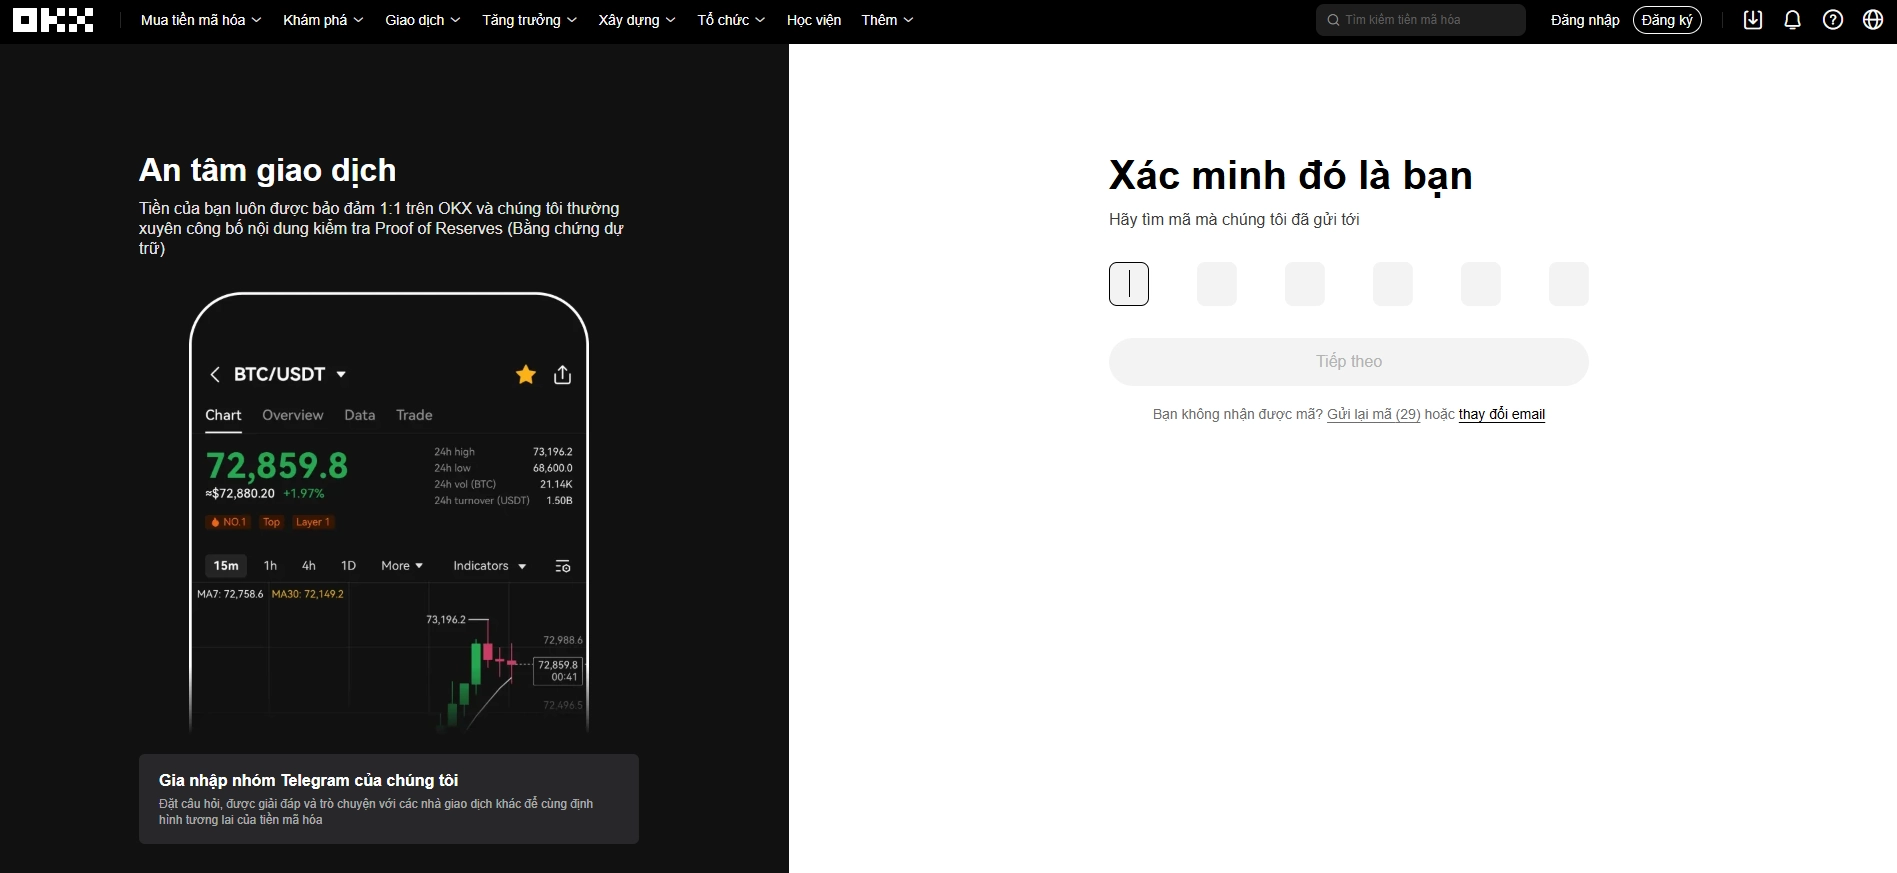 OKX
Mua tiền mã hóa Khám phá Giao dịch Tăng trưởng Xây dựng Tổ chức Học viện Thêm
Tìm kiếm tiền mã hóa
Đăng nhập Đăng ký
An tâm giao dịch
Tiền của bạn luôn được bảo đảm 1:1 trên OKX và chúng tôi thường
xuyên công bố nội dung kiểm tra Proof of Reserves (Bằng chứng dự
trữ)
BTC/USDT
Chart Overview Data Trade
72,859.8
≈$72,880.20 +1.97%
24h high 73,196.2
24h low 68,600.0
24h vol (BTC) 21.14K
24h turnover (USDT) 1.50B
NO.1 Top Layer 1
15m 1h 4h 1D More Indicators
MA7: 72,758.6 MA30: 72,149.2
73,196.2
72,988.6
72,859.8
00:41
72,496.5
Gia nhập nhóm Telegram của chúng tôi
Đặt câu hỏi, được giải đáp và trò chuyện với các nhà giao dịch khác để cùng định
hình tương lai của tiền mã hóa
Xác minh đó là bạn
Hãy tìm mã mà chúng tôi đã gửi tới
Tiếp theo
Bạn không nhận được mã? Gửi lại mã (29) hoặc thay đổi email